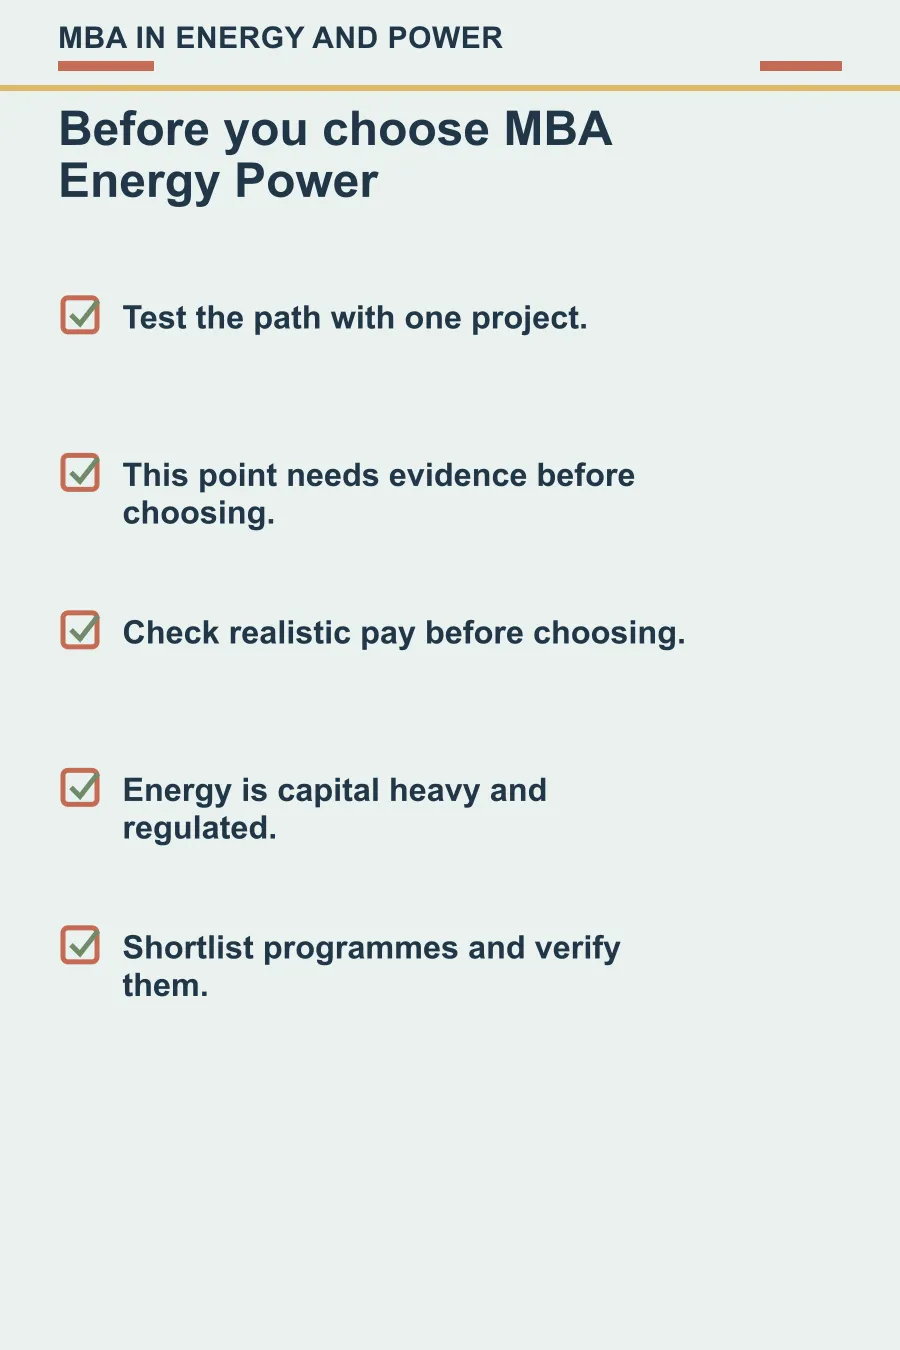 MBA IN ENERGY AND POWER
Before you choose MBA
Energy Power
Test the path with one project.
This point needs evidence before
choosing.
Check realistic pay before choosing.
Energy is capital heavy and
regulated.
Shortlist programmes and verify
them.